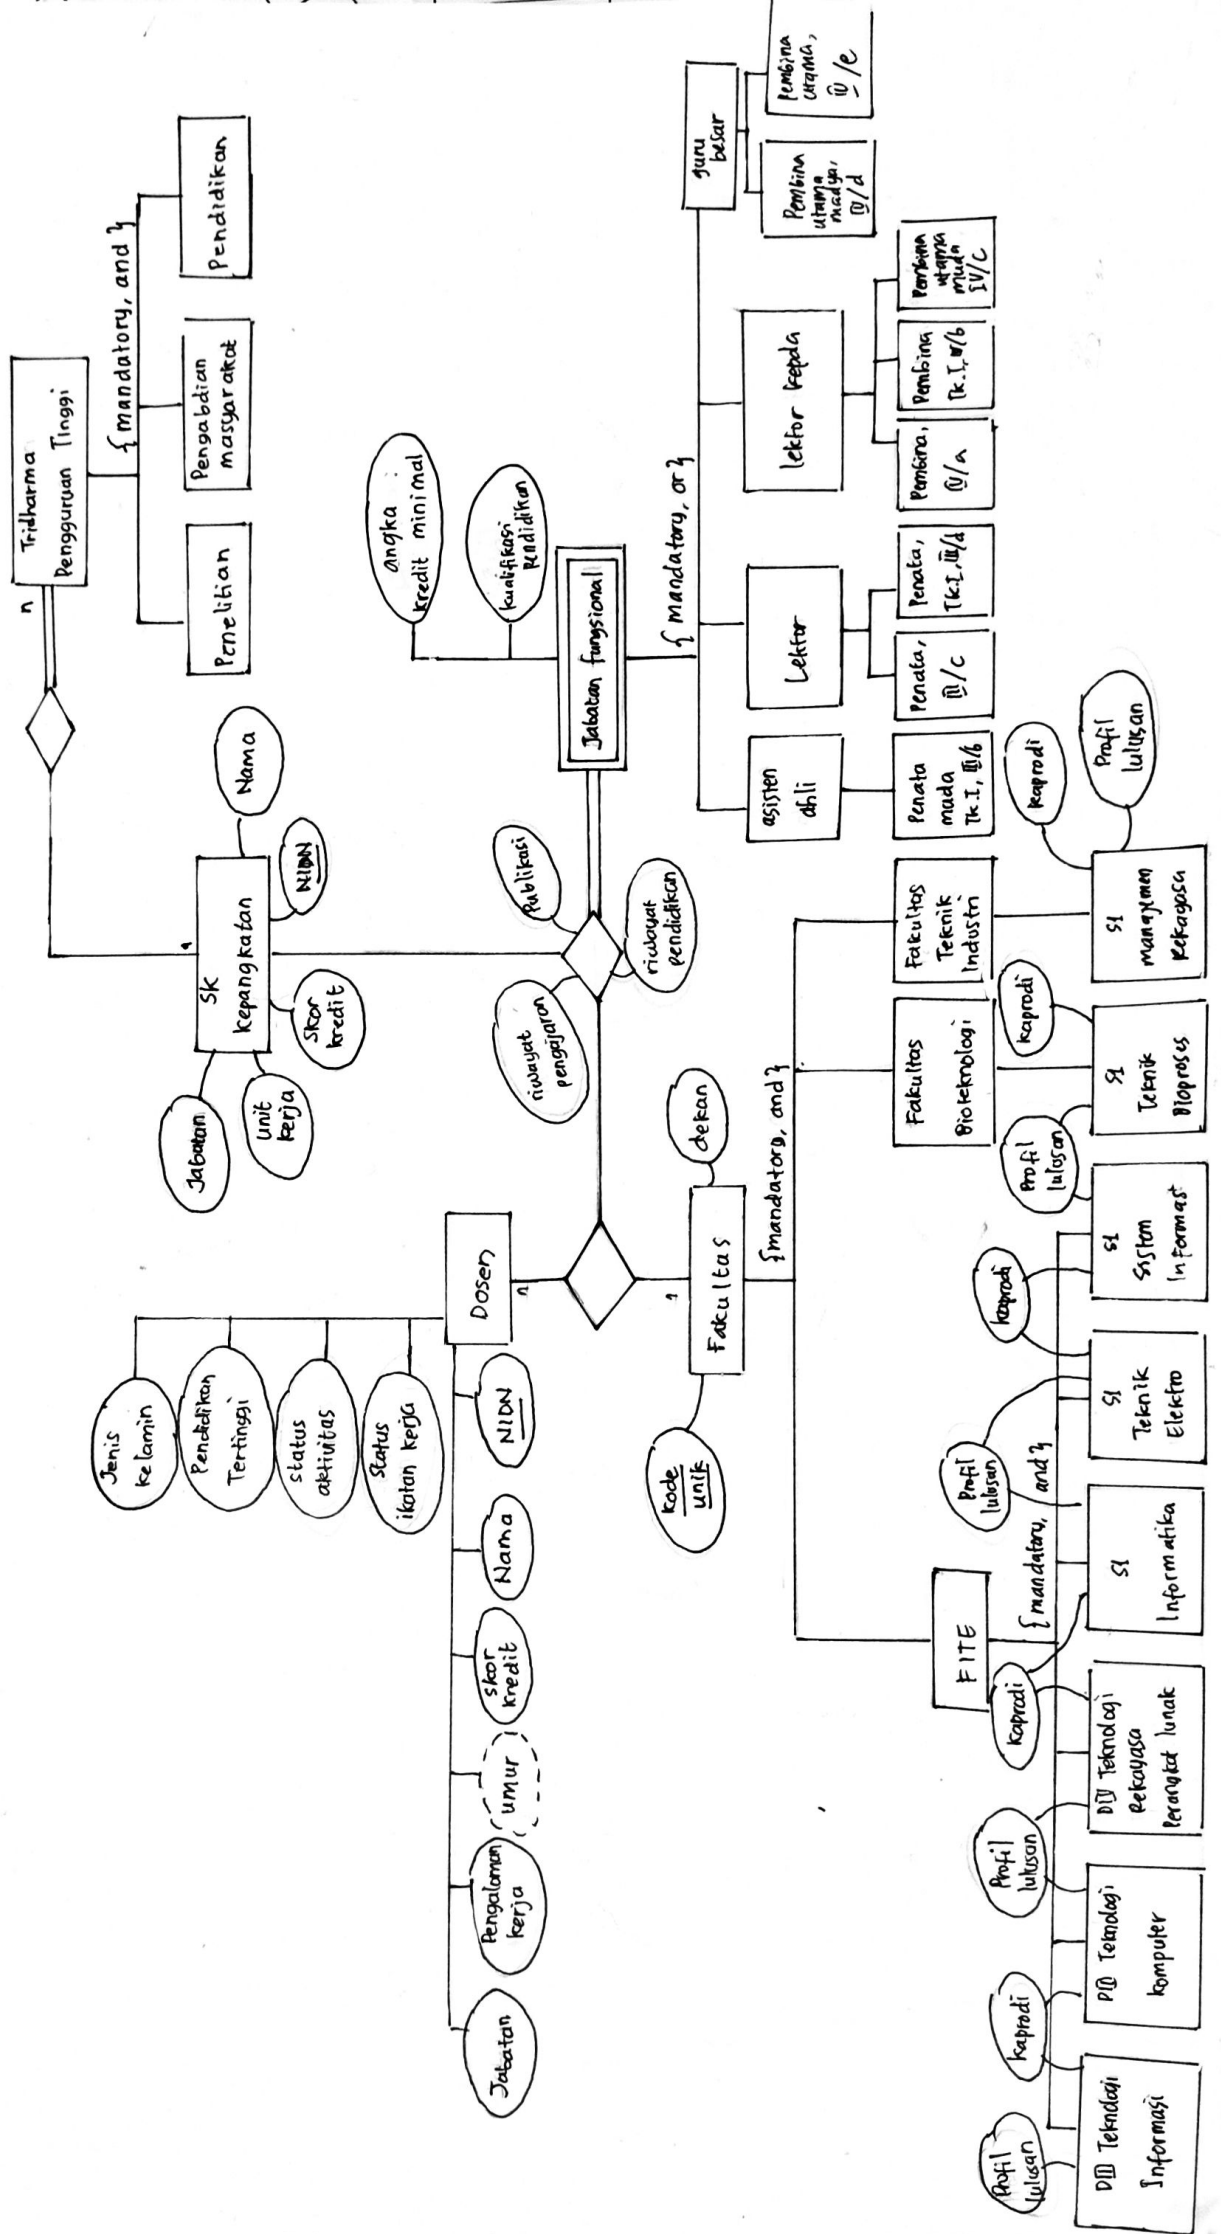 Tridharma
Pengguruan Tinggi
n
{mandatory, and}
Penelitian
Pengabdian
masyarakat
Pendidikan
1
SK
kepangkatan
Jabatan
unit
kerja
Skor
kredit
NIDN
Nama
angka :
kredit minimal
kualifikasi
Pendidikan
Jabatan fungsional
{mandatory, or}
Publikasi
riwayat
pengajaran
riwayat
pendidikan
asisten
ahli
Penata
muda
Tk.I, III/b
Lektor
Penata,
III/c
Penata,
Tk.I, III/d
lektor kepala
Pembina,
IV/a
Pembina
Tk.I, IV/b
Pembina
utama
muda
IV/c
guru
besar
Pembina
utama
madya,
IV/d
Pembina
utama,
IV/e
Jenis
kelamin
Pendidikan
Tertinggi
status
aktivitas
Status
ikatan kerja
Dosen
Jabatan
Pengalaman
kerja
umur
skor
kredit
Nama
NIDN
n
1
Fakultas
kode
unik
dekan
{mandatory, and}
FITE
{mandatory, and}
Fakultas
Bioteknologi
Fakultas
Teknik
Industri
Profil
lulusan
kaprodi
Profil
lulusan
kaprodi
Profil
lulusan
kaprodi
Profil
lulusan
kaprodi
kaprodi
Profil
lulusan
DIII Teknologi
Informasi
DIII Teknologi
komputer
DIV Teknologi
Rekayasa
Perangkat lunak
S1
Informatika
S1
Teknik
Elektro
S1
Sistem
Informasi
S1
Teknik
Bioproses
S1
manajemen
Rekayasa